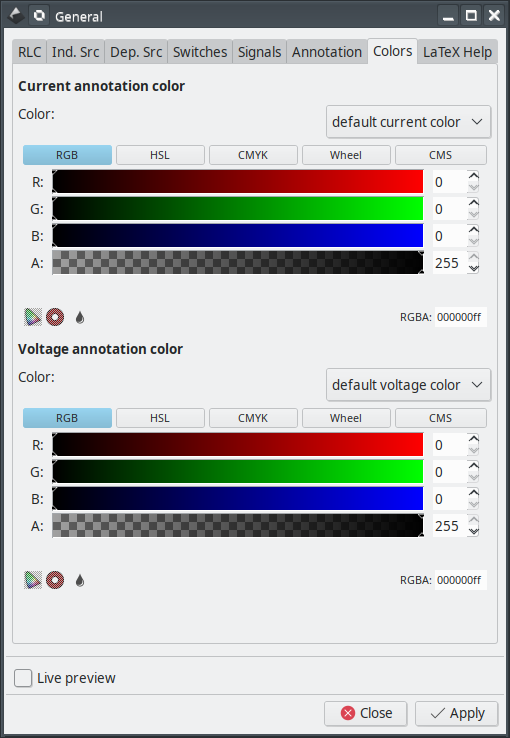 General
RLC Ind. Src Dep. Src Switches Signals Annotation Colors LaTeX Help
Current annotation color
Color: default current color
RGB HSL CMYK Wheel CMS
R: 0
G: 0
B: 0
A: 255
RGBA: 000000ff
Voltage annotation color
Color: default voltage color
RGB HSL CMYK Wheel CMS
R: 0
G: 0
B: 0
A: 255
RGBA: 000000ff
Live preview
Close Apply